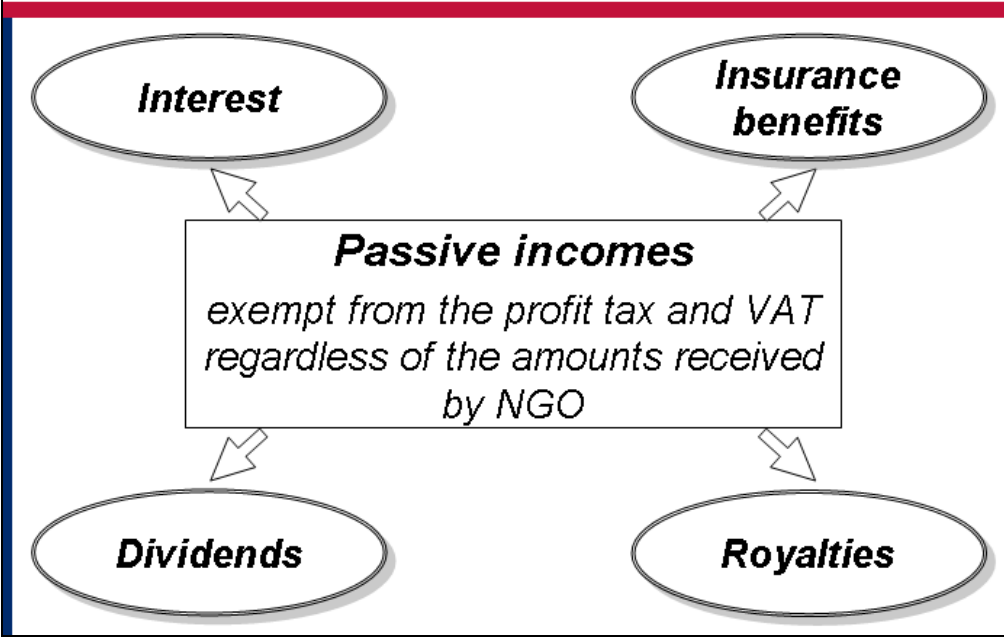 Interest
Insurance
benefits
Passive incomes
exempt from the profit tax and VAT
regardless of the amounts received
by NGO
Dividends
Royalties